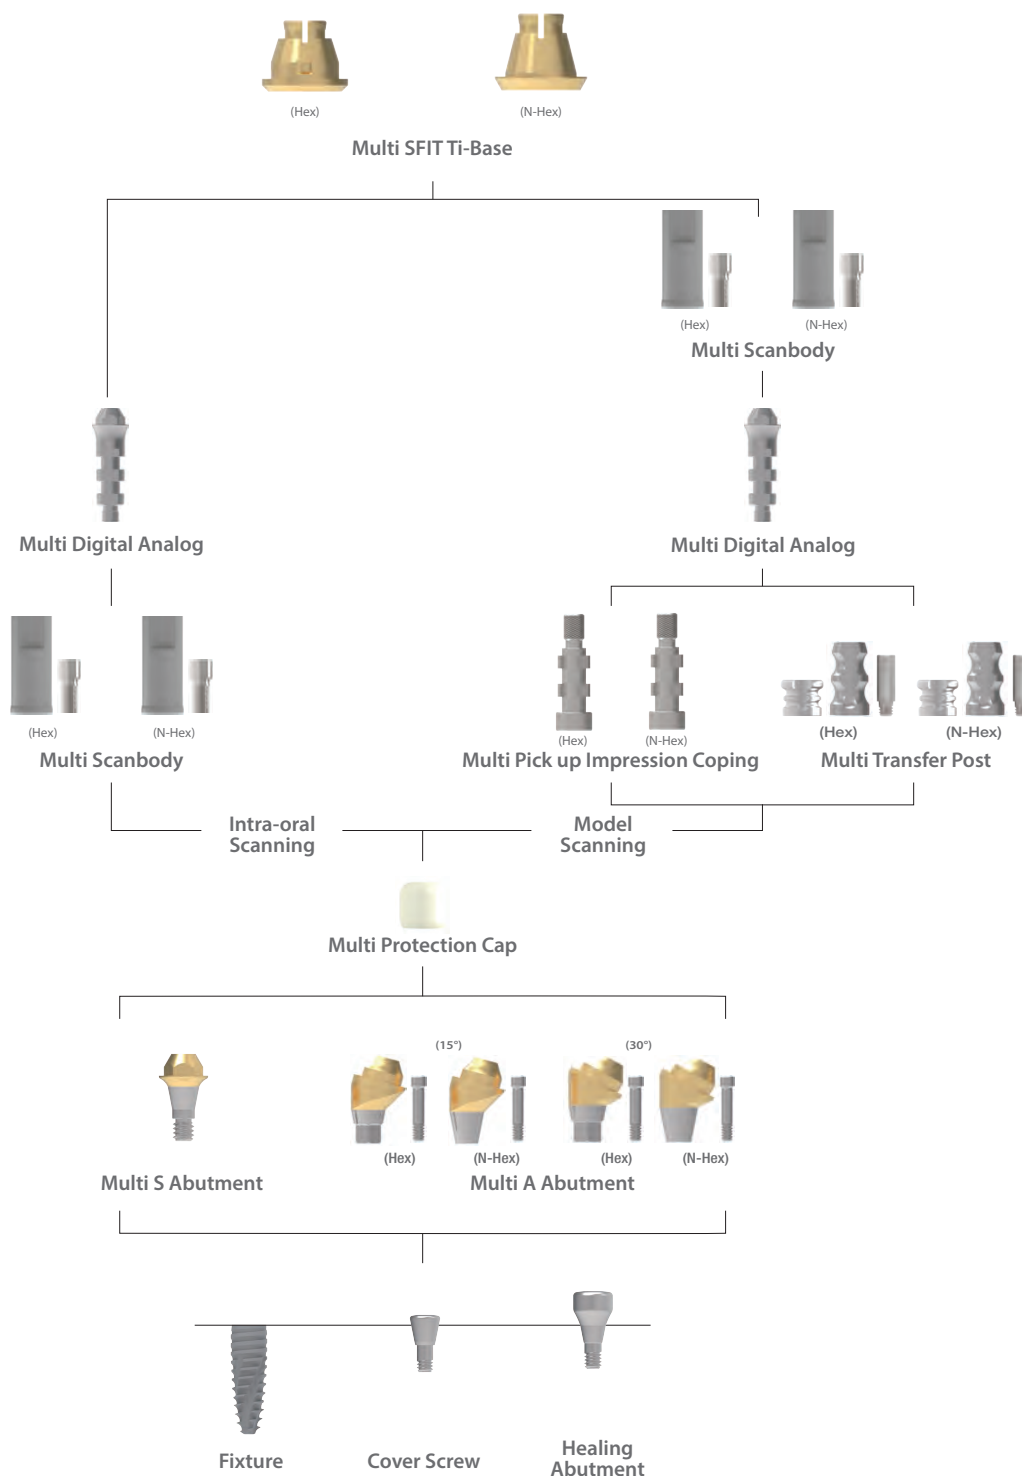 (Hex)
(N-Hex)
Multi SFIT Ti-Base
(Hex)
(N-Hex)
Multi Scanbody
Multi Digital Analog
Multi Digital Analog
(Hex)
(N-Hex)
Multi Scanbody
(Hex)
(N-Hex)
Multi Pick up Impression Coping
(Hex)
(N-Hex)
Multi Transfer Post
Intra-oral
Scanning
Model
Scanning
Multi Protection Cap
(15°)
(30°)
(Hex)
(N-Hex)
(Hex)
(N-Hex)
Multi S Abutment
Multi A Abutment
Fixture
Cover Screw
Healing
Abutment